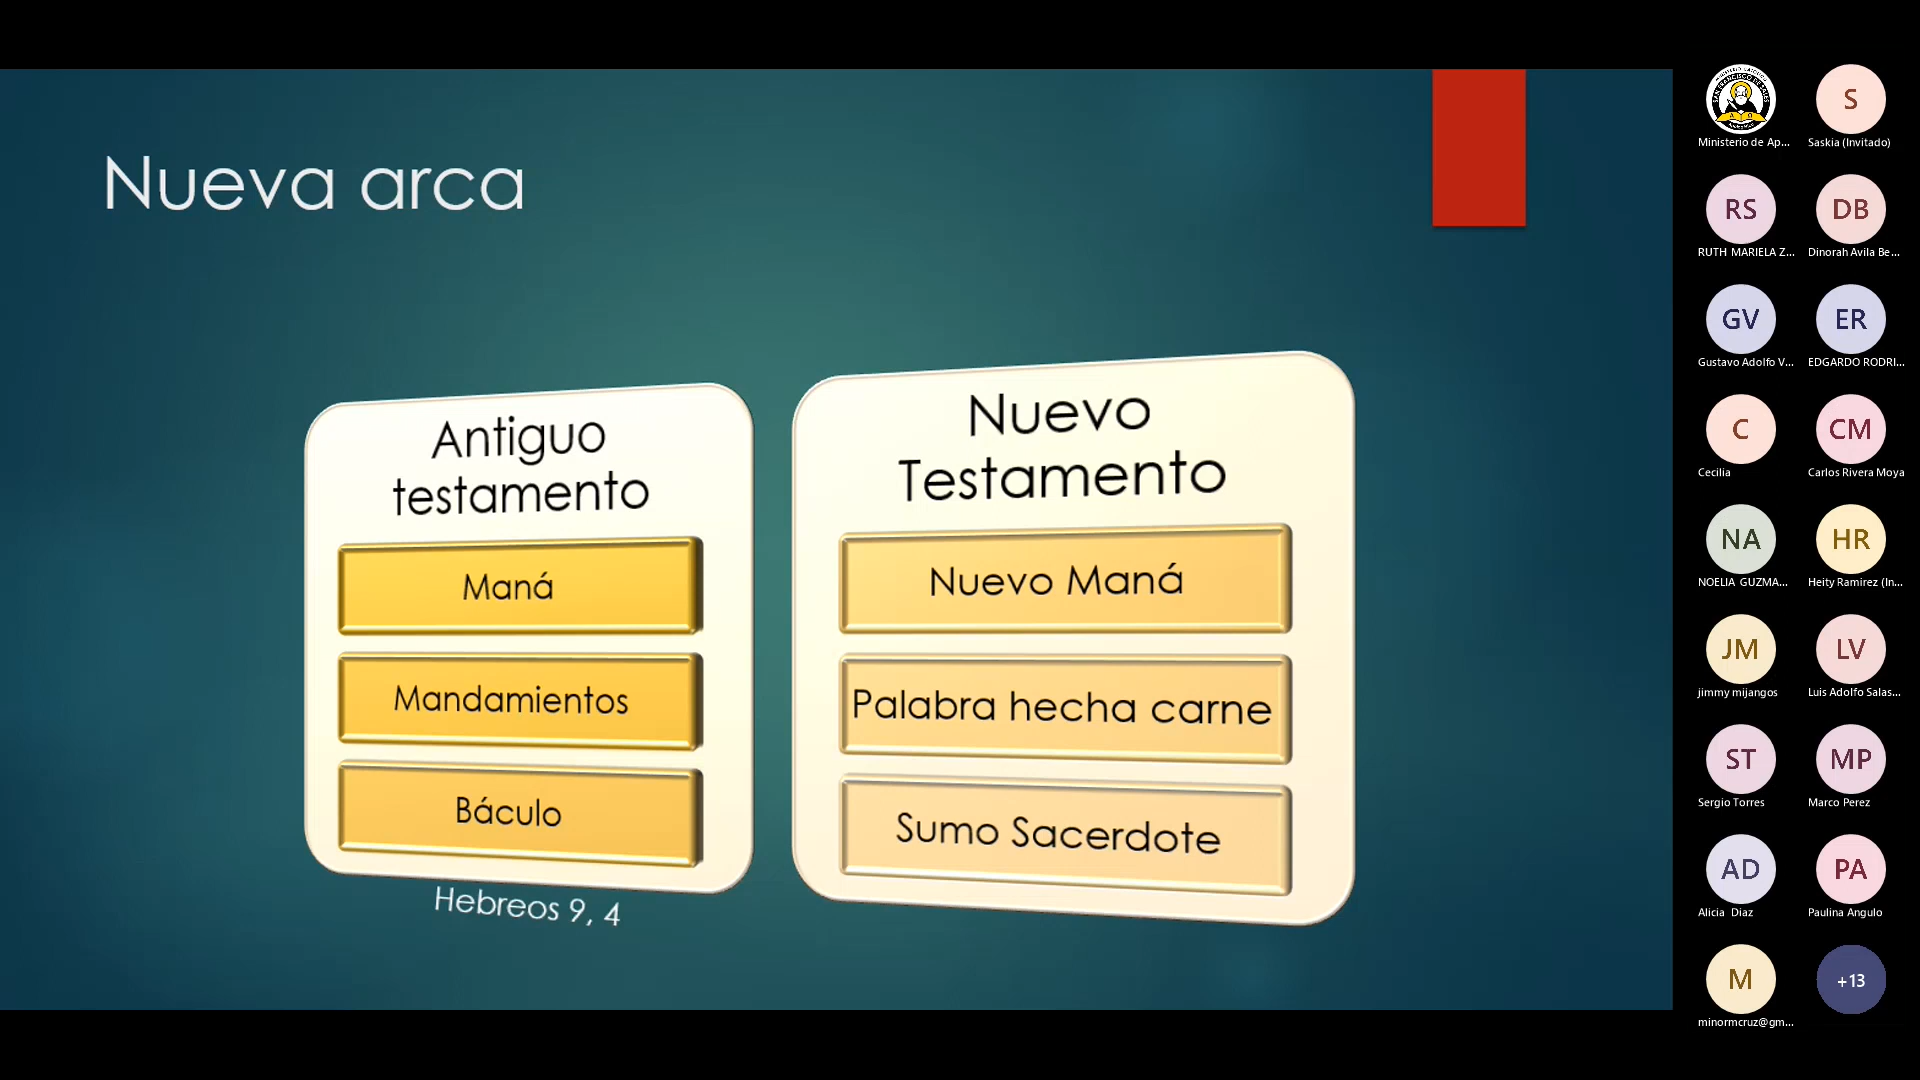 Nueva arca
Antiguo
testamento
Maná
Mandamientos
Báculo
Hebreos 9, 4
Nuevo
Testamento
Nuevo Maná
Palabra hecha carne
Sumo Sacerdote
Ministerio de Ap...
S
Saskia (Invitado)
RS
RUTH MARIELA Z...
DB
Dinorah Avila Be...
GV
Gustavo Adolfo V...
ER
EDGARDO RODRI...
C
Cecilia
CM
Carlos Rivera Moya
NA
NOELIA GUZMA...
HR
Heity Ramirez (In...
JM
jimmy mijangos
LV
Luis Adolfo Salas...
ST
Sergio Torres
MP
Marco Perez
AD
Alicia Diaz
PA
Paulina Angulo
M
minormcruz@gm...
+13